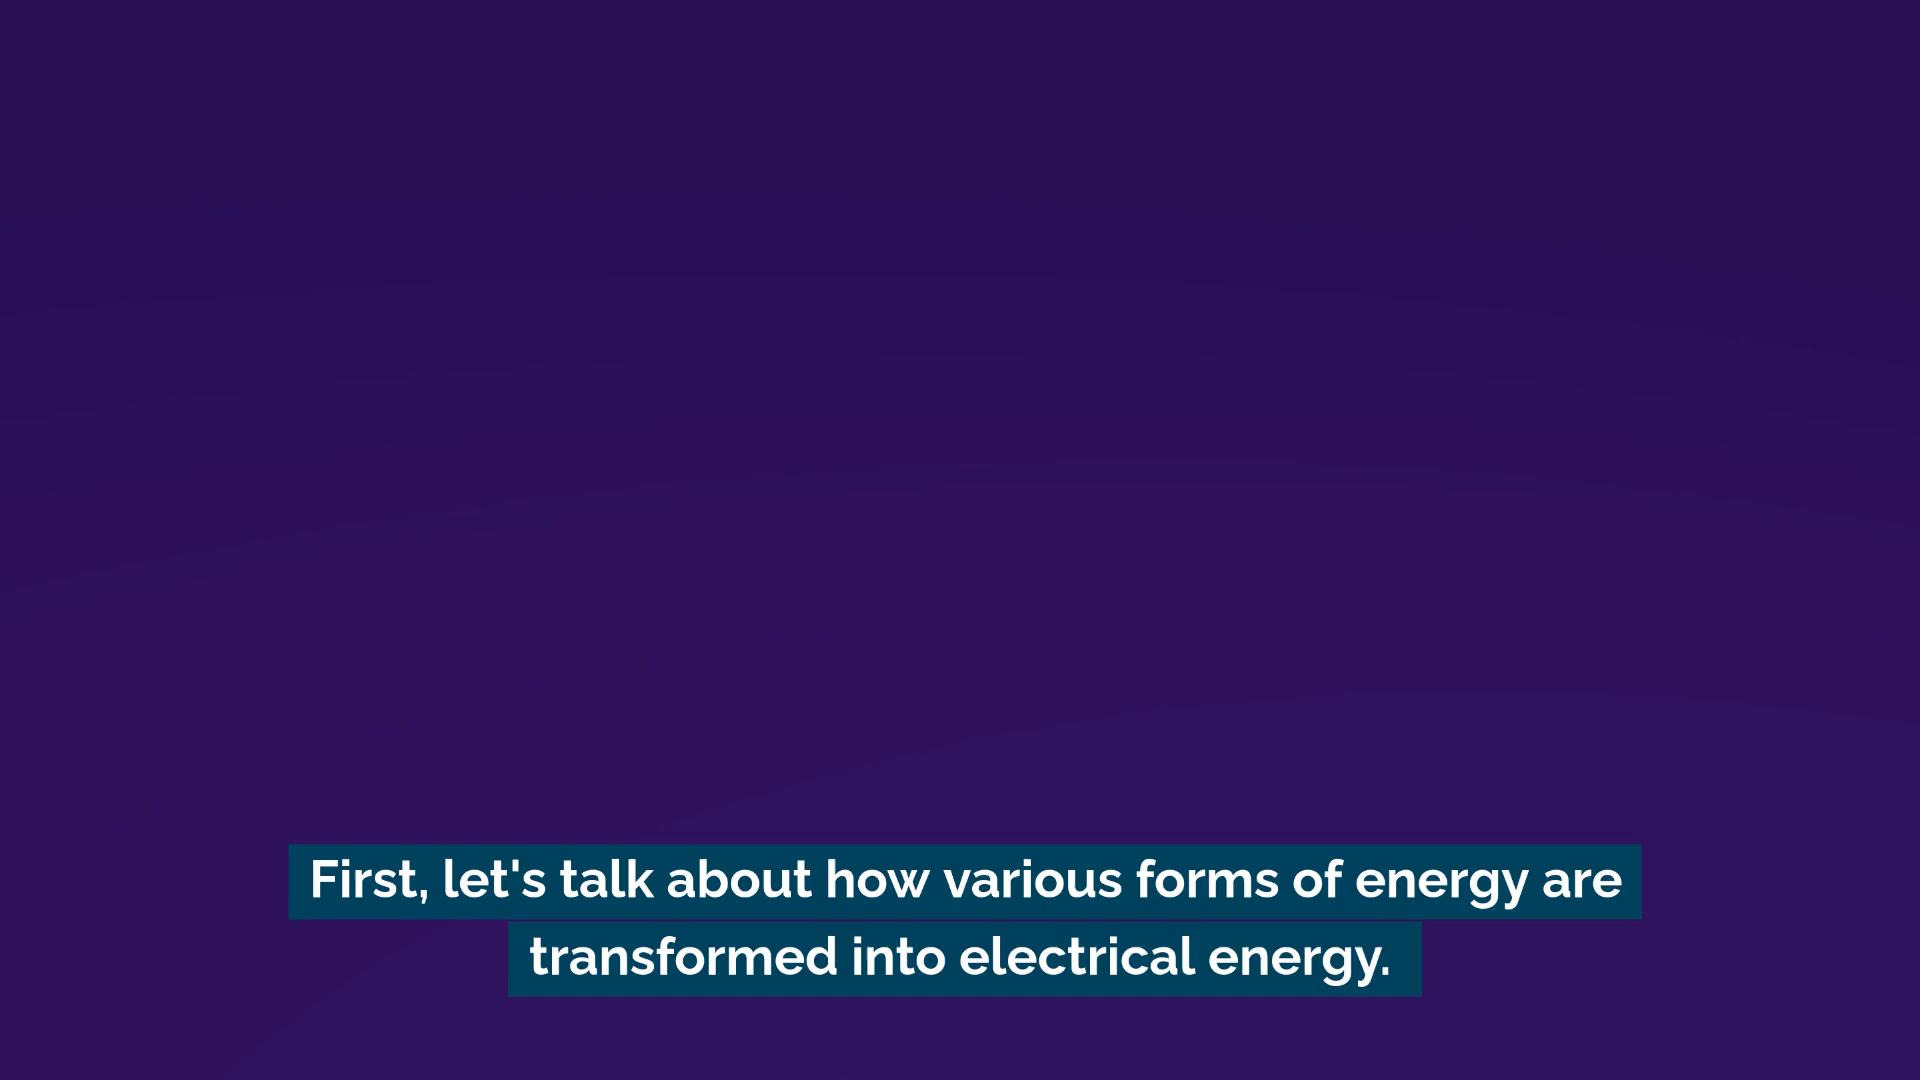 First, let's talk about how various forms of energy are
transformed into electrical energy.